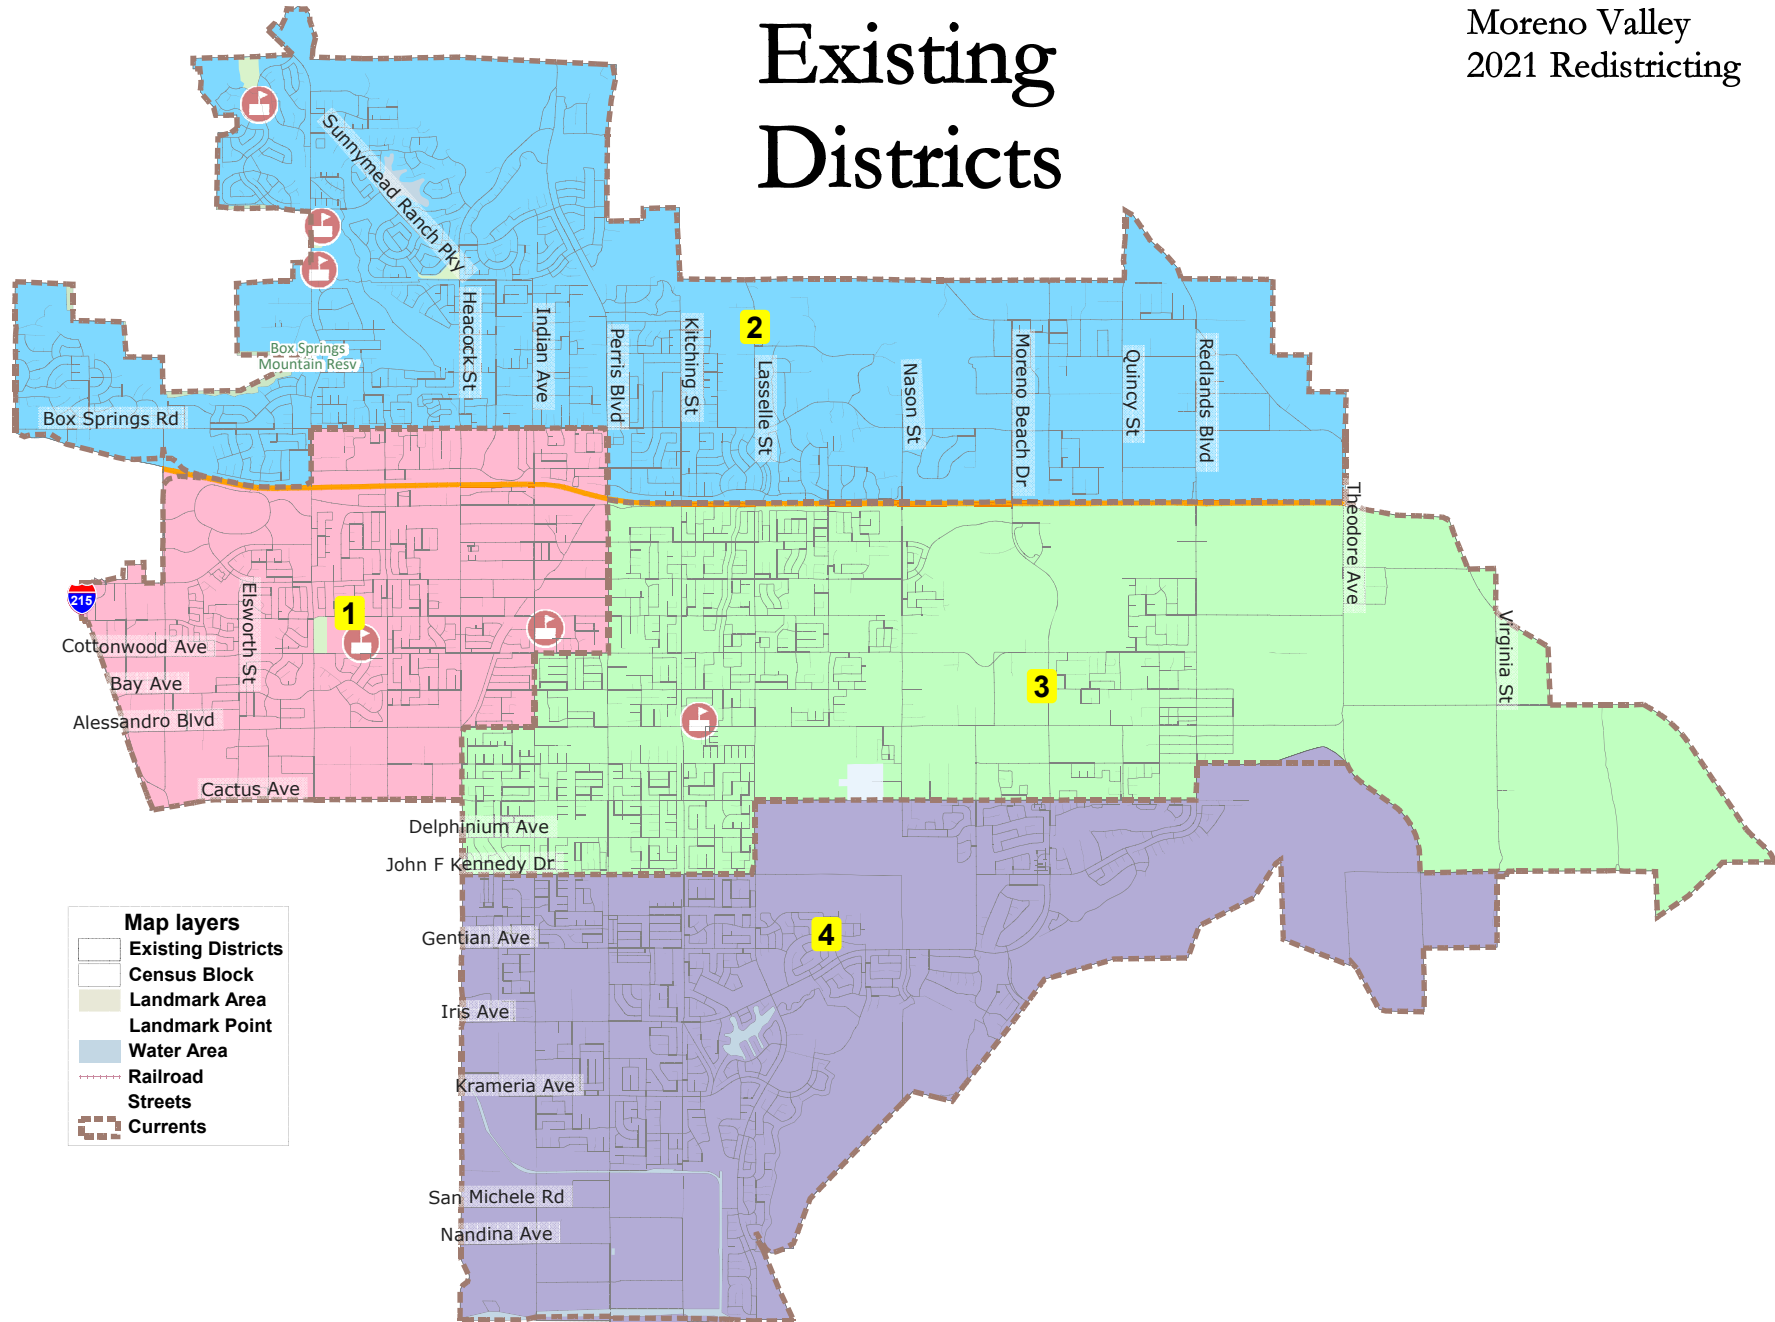 Existing
Districts
Moreno Valley
2021 Redistricting
Sunnymead Ranch Pky
Heacock St
Indian Ave
Perris Blvd
Kitching St
2
Lasselle St
Nason St
Moreno Beach Dr
Quincy St
Redlands Blvd
Box Springs
Mountain Resv
Box Springs Rd
Theodore Ave
215
Elsworth St
1
Cottonwood Ave
Bay Ave
Alessandro Blvd
Cactus Ave
3
Virginia St
Delphinium Ave
John F Kennedy Dr
Gentian Ave
4
Iris Ave
Krameria Ave
San Michele Rd
Nandina Ave
Map layers
Existing Districts
Census Block
Landmark Area
Landmark Point
Water Area
Railroad
Streets
Currents